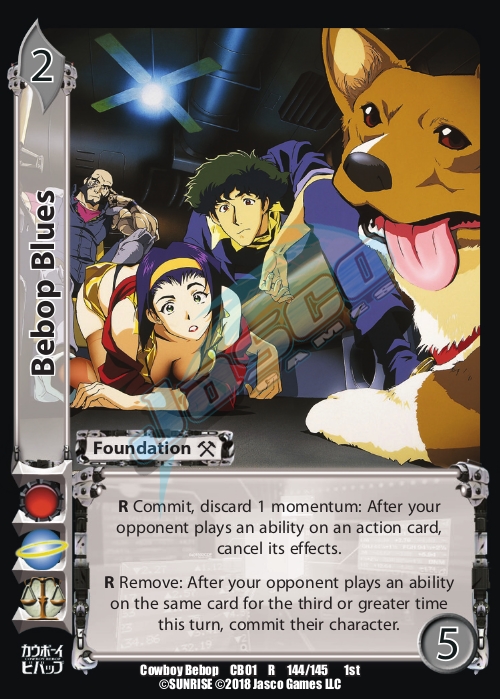 2
Bebop Blues
JASCO
GAMES
Foundation
R Commit, discard 1 momentum: After your
opponent plays an ability on an action card,
cancel its effects.
R Remove: After your opponent plays an ability
on the same card for the third or greater time
this turn, commit their character.
5
カウボーイ
ビバップ
Cowboy Bebop CB01 R 144/145 1st
©SUNRISE ©2018 Jasco Games LLC